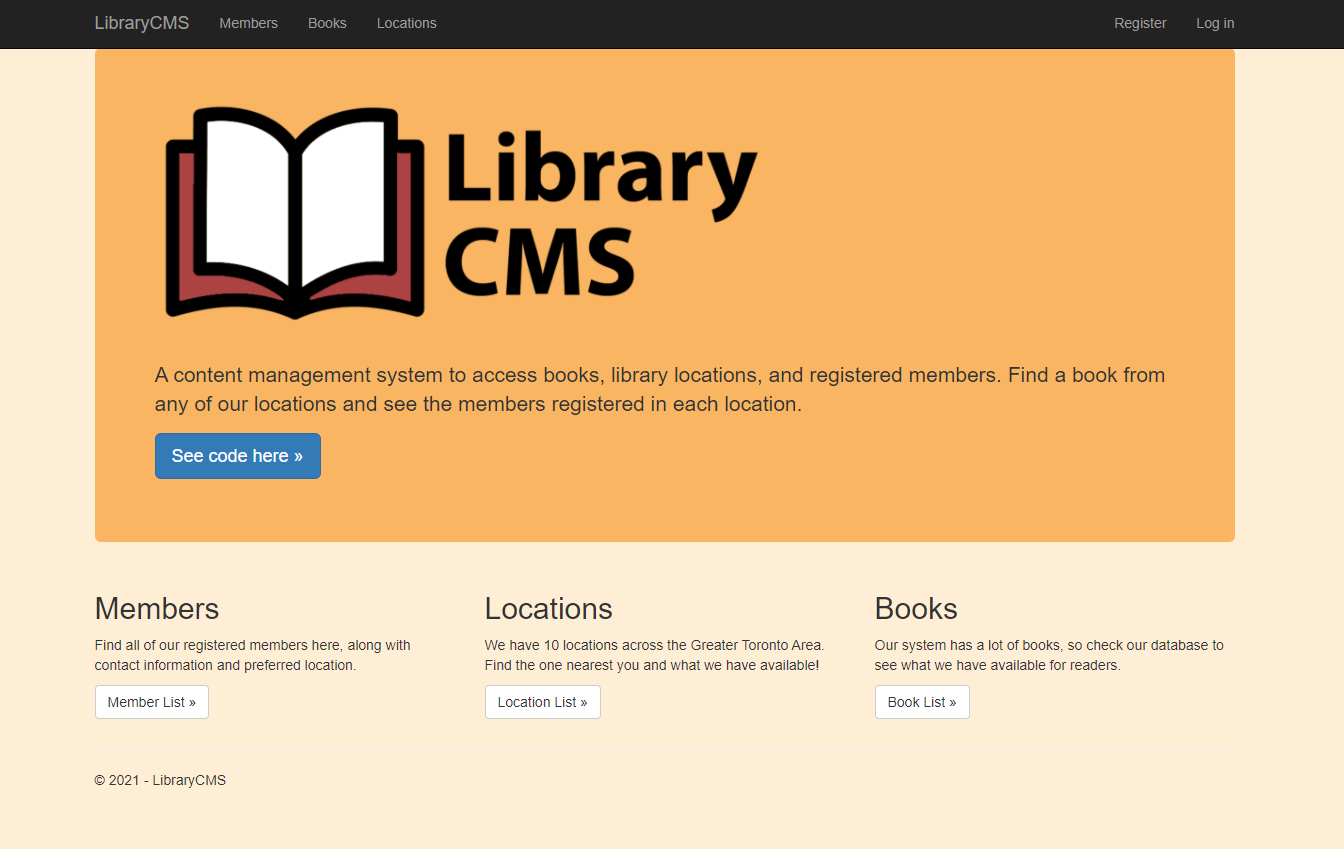 LibraryCMS Members Books Locations Register Log in
Library
CMS
A content management system to access books, library locations, and registered members. Find a book from
any of our locations and see the members registered in each location.
See code here »
Members
Find all of our registered members here, along with
contact information and preferred location.
Member List »
Locations
We have 10 locations across the Greater Toronto Area.
Find the one nearest you and what we have available!
Location List »
Books
Our system has a lot of books, so check our database to
see what we have available for readers.
Book List »
© 2021 - LibraryCMS